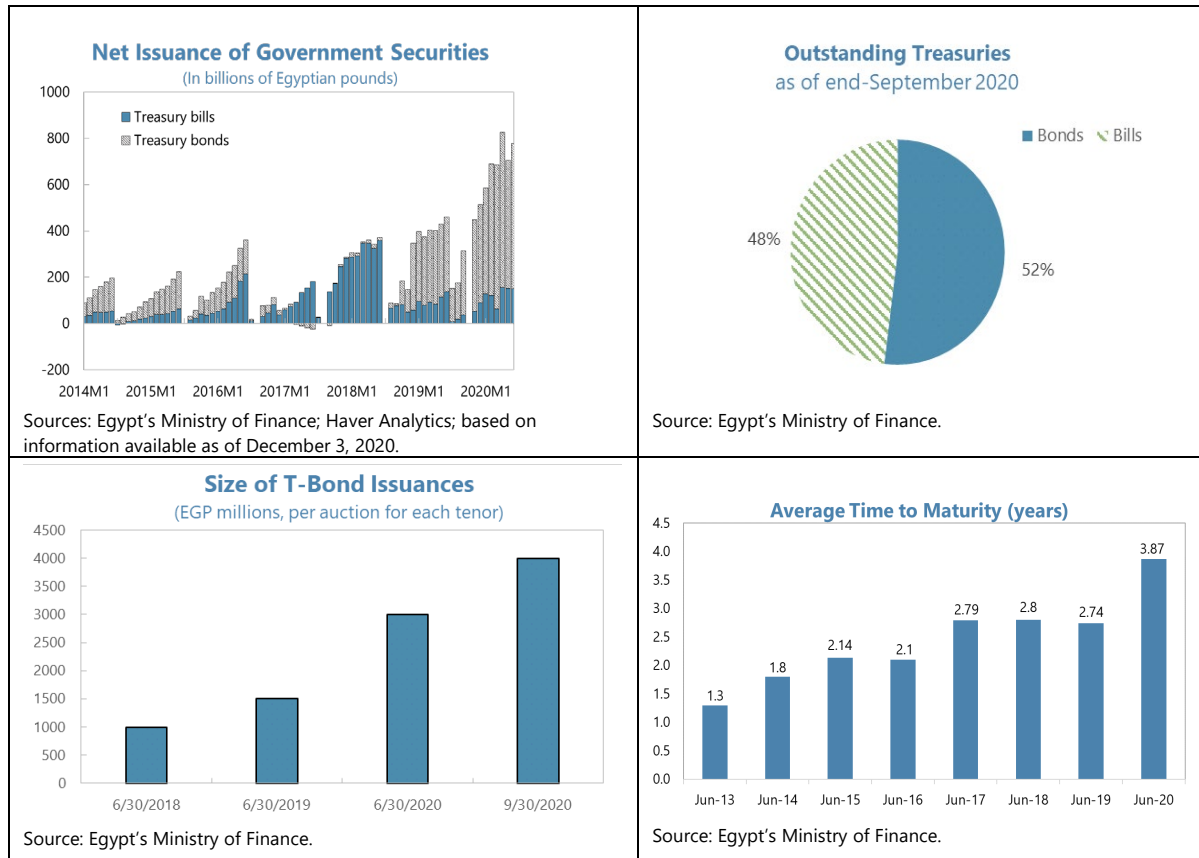 Net Issuance of Government Securities
(In billions of Egyptian pounds)
1000
800
600
400
200
0
-200
Treasury bills
Treasury bonds
2014M1 2015M1 2016M1 2017M1 2018M1 2019M1 2020M1
Sources: Egypt’s Ministry of Finance; Haver Analytics; based on
information available as of December 3, 2020.
Outstanding Treasuries
as of end-September 2020
Bonds Bills
48%
52%
Source: Egypt’s Ministry of Finance.
Size of T-Bond Issuances
(EGP millions, per auction for each tenor)
4500
4000
3500
3000
2500
2000
1500
1000
500
0
6/30/2018 6/30/2019 6/30/2020 9/30/2020
Source: Egypt’s Ministry of Finance.
Average Time to Maturity (years)
4.5
4.0
3.5
3.0
2.5
2.0
1.5
1.0
0.5
0.0
1.3
1.8
2.14
2.1
2.79
2.8
2.74
3.87
Jun-13 Jun-14 Jun-15 Jun-16 Jun-17 Jun-18 Jun-19 Jun-20
Source: Egypt’s Ministry of Finance.